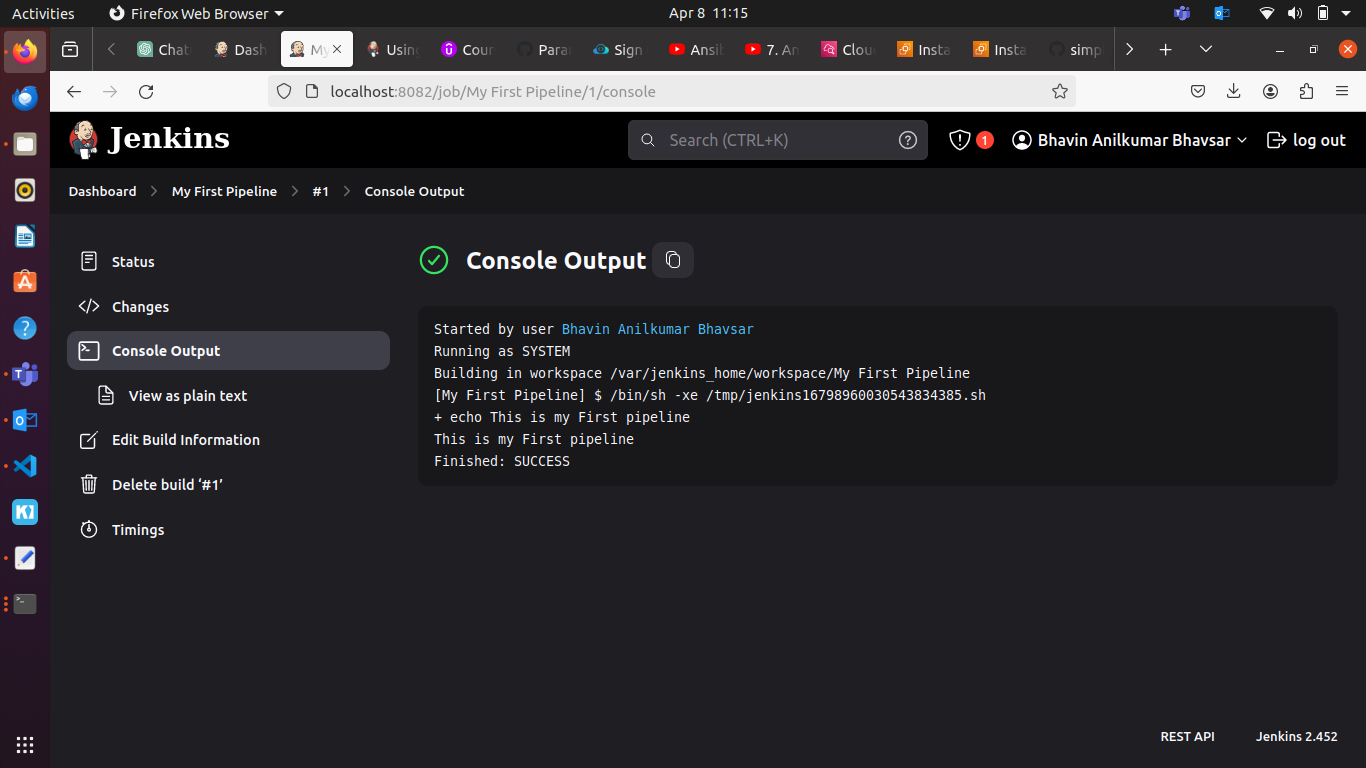 Activities Firefox Web Browser Apr 8 11:15
Chat Dash My Using Cour Para Sign Ansi 7. An Clou Insta Insta simp
localhost:8082/job/My First Pipeline/1/console
Jenkins Search (CTRL+K) 1 Bhavin Anilkumar Bhavsar log out
Dashboard My First Pipeline #1 Console Output
Status
Changes
Console Output
View as plain text
Edit Build Information
Delete build ‘#1’
Timings
Console Output
Started by user Bhavin Anilkumar Bhavsar
Running as SYSTEM
Building in workspace /var/jenkins_home/workspace/My First Pipeline
[My First Pipeline] $ /bin/sh -xe /tmp/jenkins16798960030543834385.sh
+ echo This is my First pipeline
This is my First pipeline
Finished: SUCCESS
REST API Jenkins 2.452